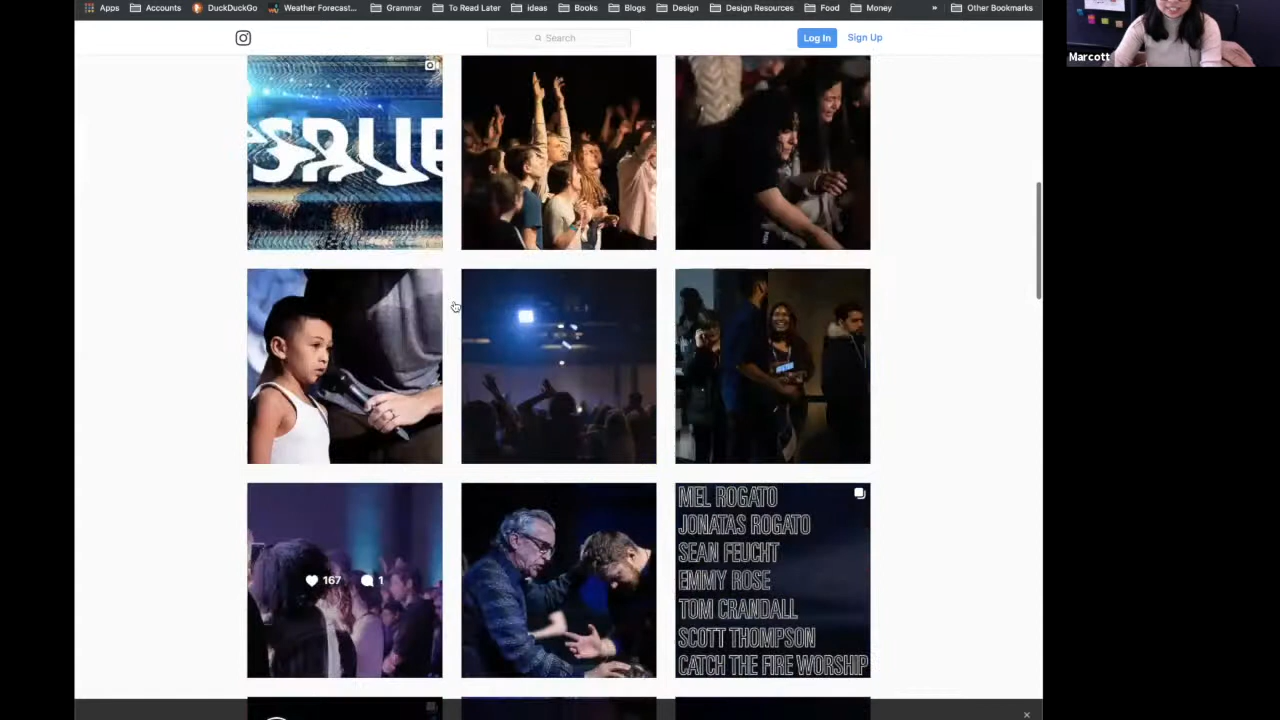 Apps Accounts DuckDuckGo Weather Forecast... Grammar To Read Later ideas Books Blogs Design Design Resources Food Money » Other Bookmarks
Search Log In Sign Up
Marcott
SAVE
167 1
MEL ROGATO
JONATAS ROGATO
SEAN FEUCHT
EMMY ROSE
TOM CRANDALL
SCOTT THOMPSON
CATCH THE FIRE WORSHIP